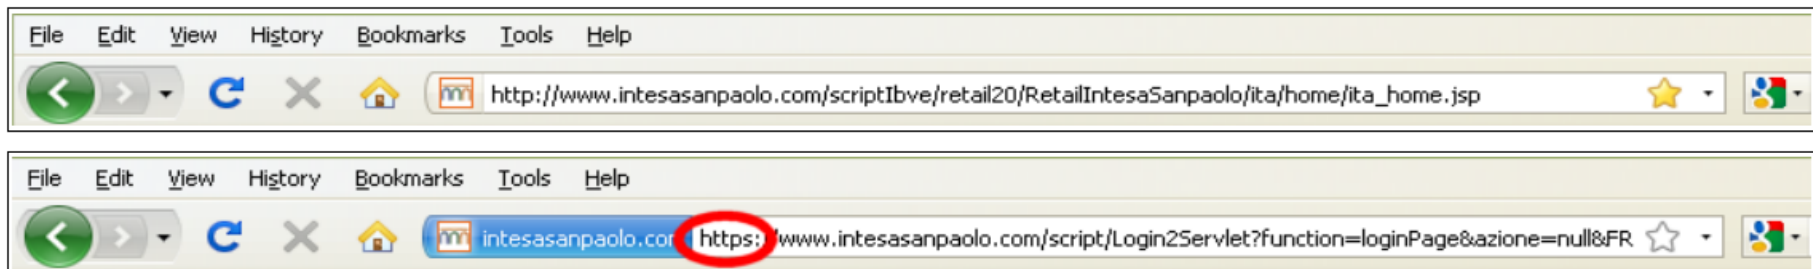 File Edit View History Bookmarks Tools Help
http://www.intesasanpaolo.com/scriptIbve/retail20/RetailIntesaSanpaolo/ita/home/ita_home.jsp
File Edit View History Bookmarks Tools Help
intesasanpaolo.com https://www.intesasanpaolo.com/script/Login2Servlet?function=loginPage&azione=null&FR